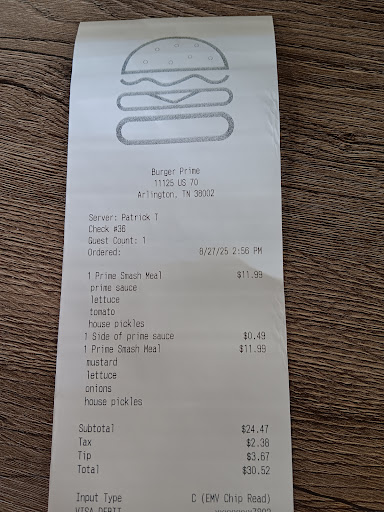 Burger Prime
11125 US 70
Arlington, TN 38002
Server: Patrick T
Check #36
Guest Count: 1
Ordered: 8/27/25 2:56 PM
1 Prime Smash Meal $11.99
prime sauce
lettuce
tomato
house pickles
1 Side of prime sauce $0.49
1 Prime Smash Meal $11.99
mustard
lettuce
onions
house pickles
Subtotal $24.47
Tax $2.38
Tip $3.67
Total $30.52
Input Type C (EMV Chip Read)
VISA DEBIT